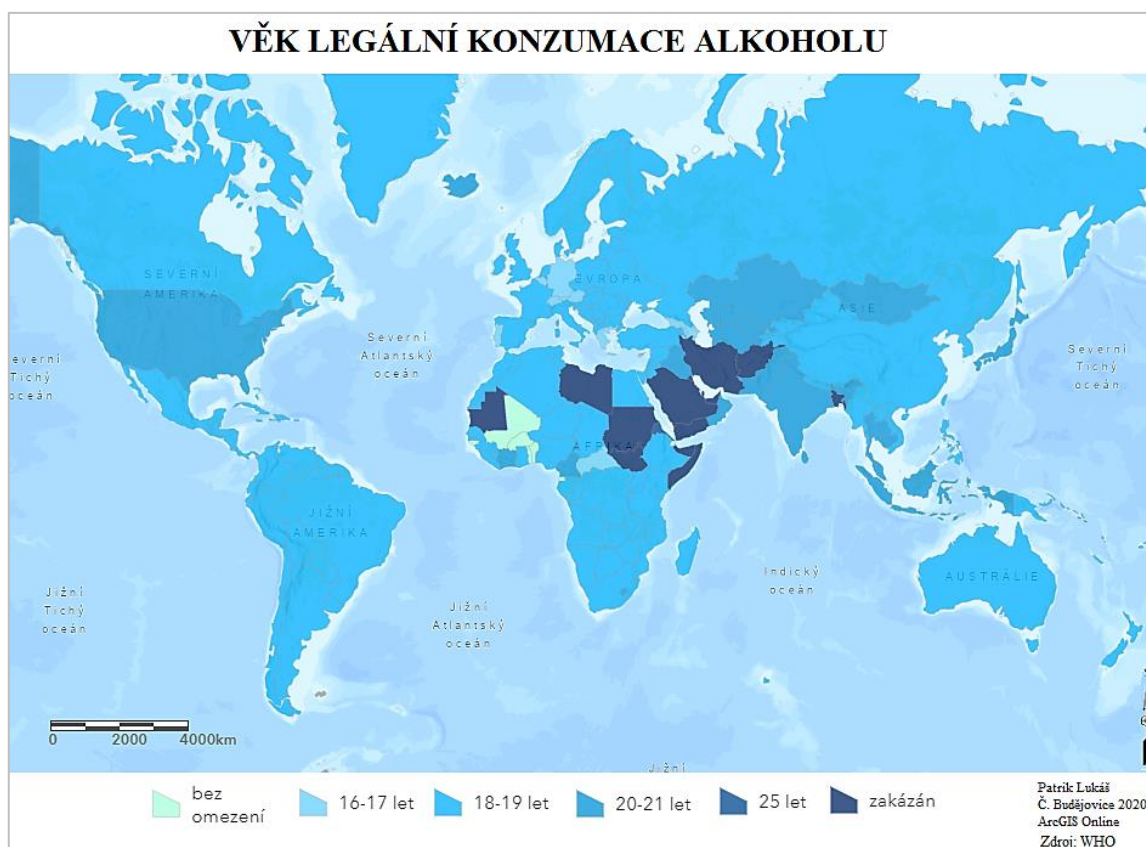 VĚK LEGÁLNÍ KONZUMACE ALKOHOLU
SEVERNÍ
AMERIKA
EVROPA
ASIE
Severní
Atlantský
oceán
Severní
Tichý
oceán
Severní
Tichý
oceán
AFRIKA
JIŽNÍ
AMERIKA
Indický
oceán
AUSTRÁLIE
Jižní
Tichý
oceán
Jižní
Atlantský
oceán
0 2000 4000km
Jižní
bez
omezení
16-17 let
18-19 let
20-21 let
25 let
zakázán
Patrik Lukáš
Č. Budějovice 2020
ArcGIS Online
Zdroj: WHO